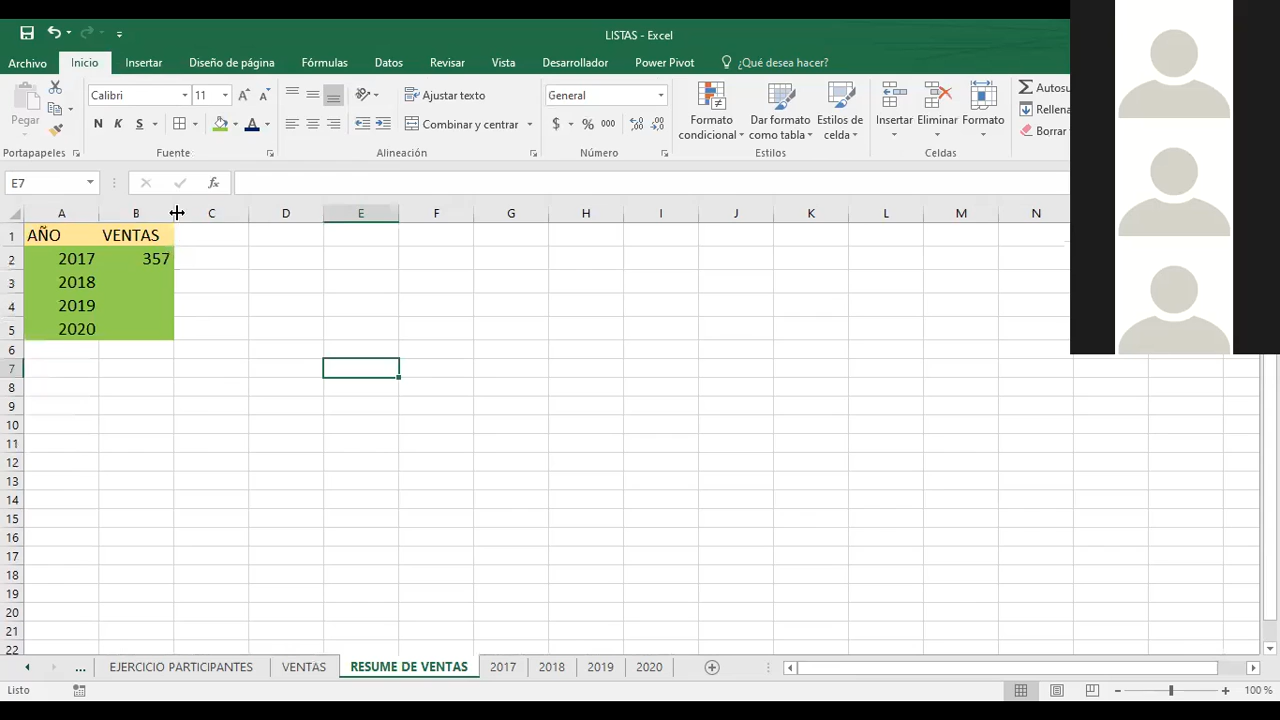 LISTAS - Excel
Archivo Inicio Insertar Diseño de página Fórmulas Datos Revisar Vista Desarrollador Power Pivot ¿Qué desea hacer?
Pegar
Portapapeles
Calibri 11
N K S
Fuente
Ajustar texto
Combinar y centrar
Alineación
General
$ % 000
Número
Formato condicional
Dar formato como tabla
Estilos de celda
Estilos
Insertar Eliminar Formato
Celdas
Autosu
Rellena
Borrar
E7 fx
A B C D E F G H I J K L M N
1 AÑO VENTAS
2 2017 357
3 2018
4 2019
5 2020
6
7
8
9
10
11
12
13
14
15
16
17
18
19
20
21
22
... EJERCICIO PARTICIPANTES VENTAS RESUME DE VENTAS 2017 2018 2019 2020
Listo 100 %